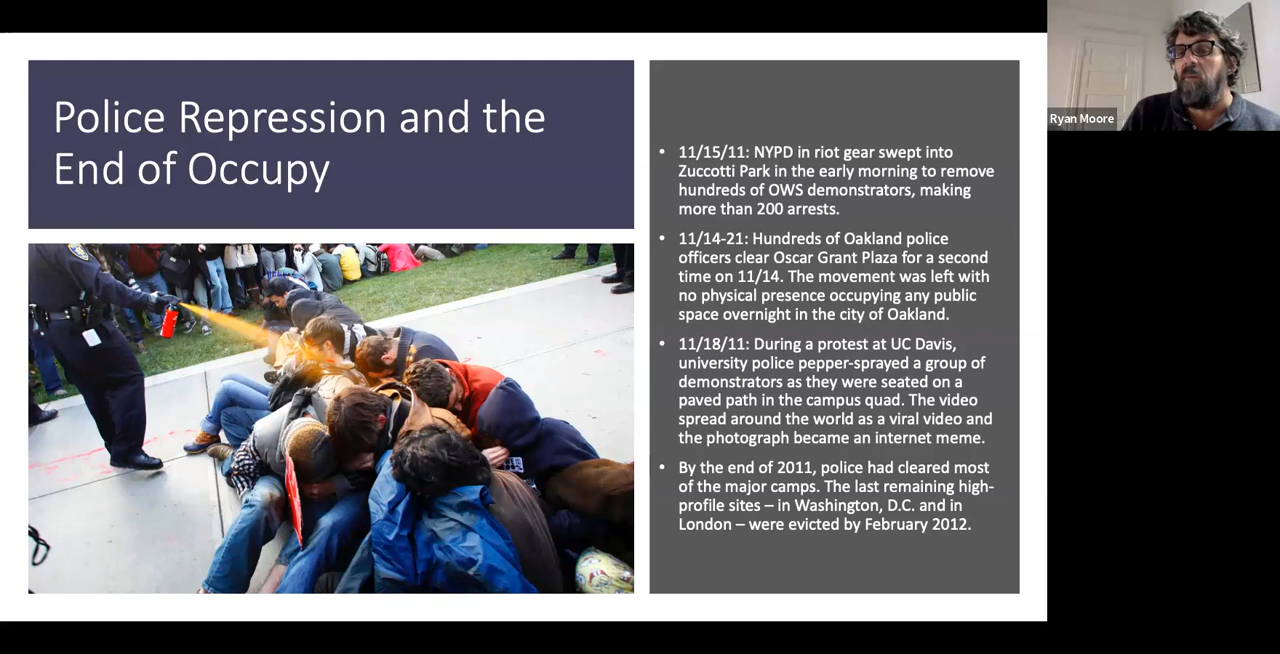 Police Repression and the
End of Occupy
• 11/15/11: NYPD in riot gear swept into
Zuccotti Park in the early morning to remove
hundreds of OWS demonstrators, making
more than 200 arrests.
• 11/14-21: Hundreds of Oakland police
officers clear Oscar Grant Plaza for a second
time on 11/14. The movement was left with
no physical presence occupying any public
space overnight in the city of Oakland.
• 11/18/11: During a protest at UC Davis,
university police pepper-sprayed a group of
demonstrators as they were seated on a
paved path in the campus quad. The video
spread around the world as a viral video and
the photograph became an internet meme.
• By the end of 2011, police had cleared most
of the major camps. The last remaining high-
profile sites – in Washington, D.C. and in
London – were evicted by February 2012.
Ryan Moore